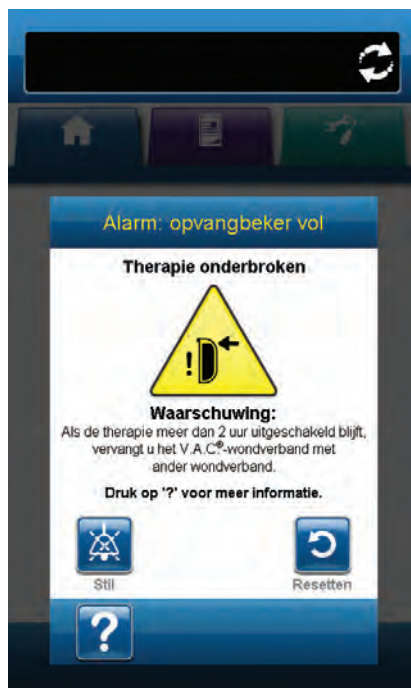 Alarm: opvangbeker vol
Therapie onderbroken
!
Waarschuwing:
Als de therapie meer dan 2 uur uitgeschakeld blijft,
vervangt u het V.A.C.®-wondverband met
ander wondverband.
Druk op '?' voor meer informatie.
Stil
Resetten
?